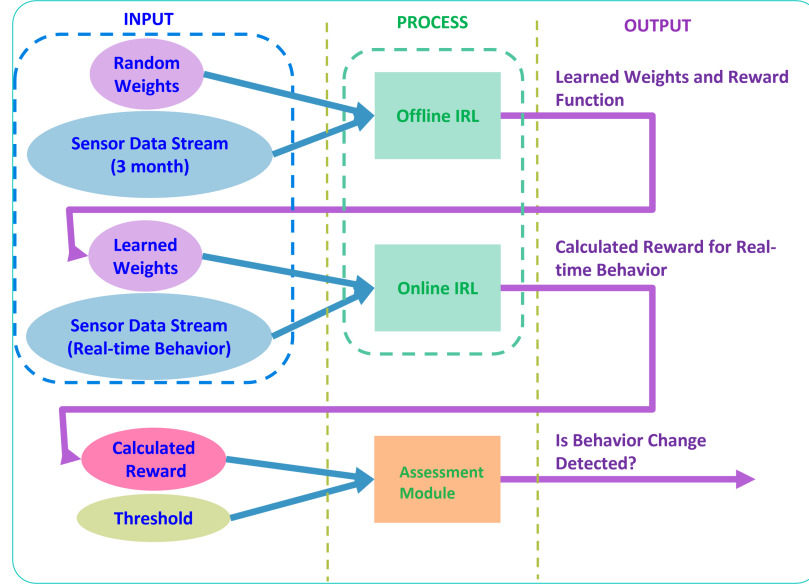 INPUT
PROCESS
OUTPUT
Random
Weights
Offline IRL
Learned Weights and Reward
Function
Sensor Data Stream
(3 month)
Learned
Weights
Online IRL
Calculated Reward for Real-
time Behavior
Sensor Data Stream
(Real-time Behavior)
Calculated
Reward
Assessment
Module
Is Behavior Change
Detected?
Threshold